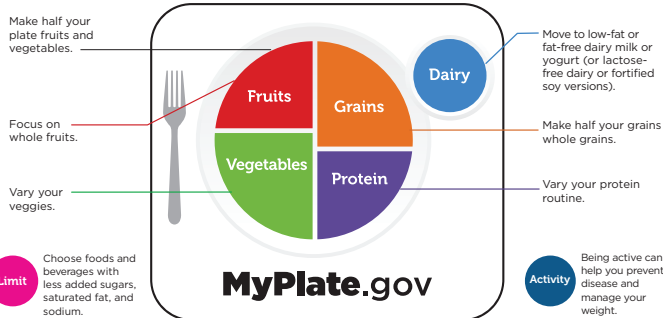 Make half your
plate fruits and
vegetables.
Focus on
whole fruits.
Vary your
veggies.
Fruits
Grains
Vegetables
Protein
Dairy
Move to low-fat or
fat-free dairy milk or
yogurt (or lactose-
free dairy or fortified
soy versions).
Make half your grains
whole grains.
Vary your protein
routine.
Limit
Choose foods and
beverages with
less added sugars,
saturated fat, and
sodium.
MyPlate.gov
Activity
Being active can
help you prevent
disease and
manage your
weight.